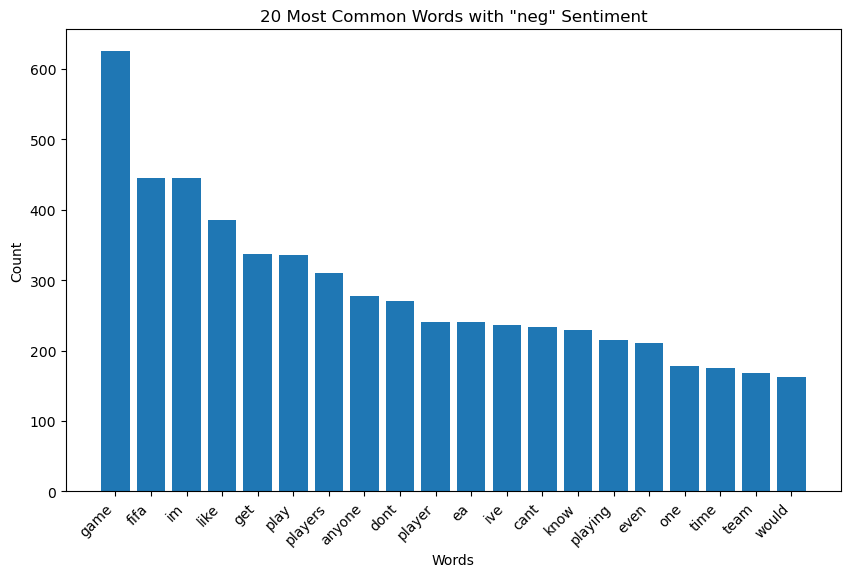 20 Most Common Words with "neg" Sentiment
Count
600
500
400
300
200
100
0
game
fifa
im
like
get
play
players
anyone
dont
player
ea
ive
cant
know
playing
even
one
time
team
would
Words